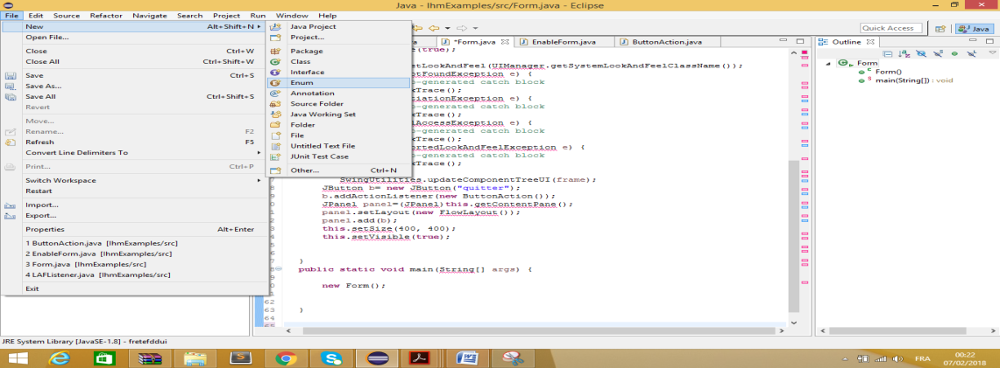 Java - IhmExamples/src/Form.java - Eclipse
File Edit Source Refactor Navigate Search Project Run Window Help
New Alt+Shift+N
Open File...
Close Ctrl+W
Close All Ctrl+Shift+W
Save Ctrl+S
Save As...
Save All Ctrl+Shift+S
Revert
Move...
Rename... F2
Refresh F5
Convert Line Delimiters To
Print... Ctrl+P
Switch Workspace
Restart
Import...
Export...
Properties Alt+Enter
1 ButtonAction.java [IhmExamples/src]
2 EnableForm.java [IhmExamples/src]
3 Form.java [IhmExamples/src]
4 LAFListener.java [IhmExamples/src]
Exit
Java Project
Project...
Package
Class
Interface
Enum
Annotation
Source Folder
Java Working Set
Folder
File
Untitled Text File
JUnit Test Case
Other... Ctrl+N
Quick Access Java
*Form.java EnableForm.java ButtonAction.java
(true);
etLookAndFeel(UIManager.getSystemLookAndFeelClassName());
otFoundException e) {
o-generated catch block
kTrace();
iationException e) {
o-generated catch block
kTrace();
lAccessException e) {
o-generated catch block
kTrace();
ortedLookAndFeelException e) {
o-generated catch block
kTrace();
SwingUtilities.updateComponentTreeUI(frame);
JButton b= new JButton("quitter");
b.addActionListener(new ButtonAction());
JPanel panel=(JPanel)this.getContentPane();
panel.setLayout(new FlowLayout());
panel.add(b);
this.setSize(400, 400);
this.setVisible(true);
}
public static void main(String[] args) {
new Form();
62
63 }
64
65
Outline
Form
Form()
main(String[]) : void
JRE System Library [JavaSE-1.8] - fretefddui
FRA
00:22
07/02/2018